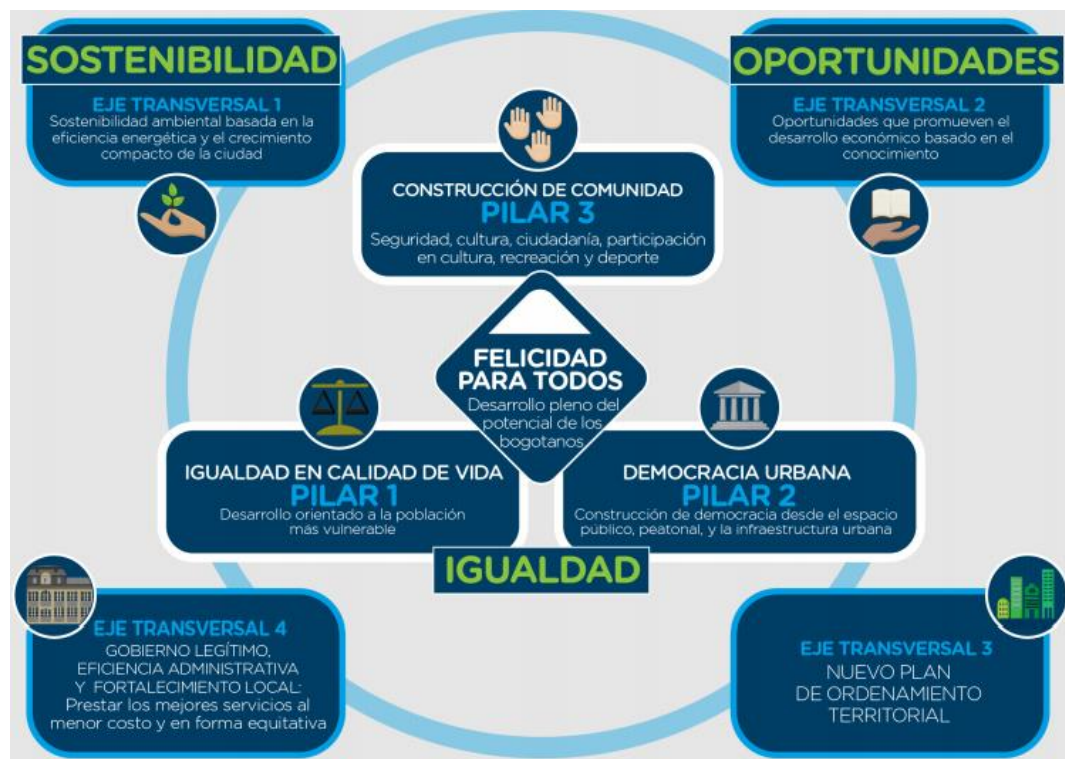 SOSTENIBILIDAD
EJE TRANSVERSAL 1
Sostenibilidad ambiental basada en la
eficiencia energética y el crecimiento
compacto de la ciudad
OPORTUNIDADES
EJE TRANSVERSAL 2
Oportunidades que promueven el
desarrollo económico basado en el
conocimiento
CONSTRUCCIÓN DE COMUNIDAD
PILAR 3
Seguridad, cultura, ciudadanía, participación
en cultura, recreación y deporte
FELICIDAD
PARA TODOS
Desarrollo pleno del
potencial de los
bogotanos
IGUALDAD EN CALIDAD DE VIDA
PILAR 1
Desarrollo orientado a la población
más vulnerable
DEMOCRACIA URBANA
PILAR 2
Construcción de democracia desde el espacio
público, peatonal, y la infraestructura urbana
IGUALDAD
EJE TRANSVERSAL 4
GOBIERNO LEGÍTIMO,
EFICIENCIA ADMINISTRATIVA
Y FORTALECIMIENTO LOCAL:
Prestar los mejores servicios al
menor costo y en forma equitativa
EJE TRANSVERSAL 3
NUEVO PLAN
DE ORDENAMIENTO
TERRITORIAL